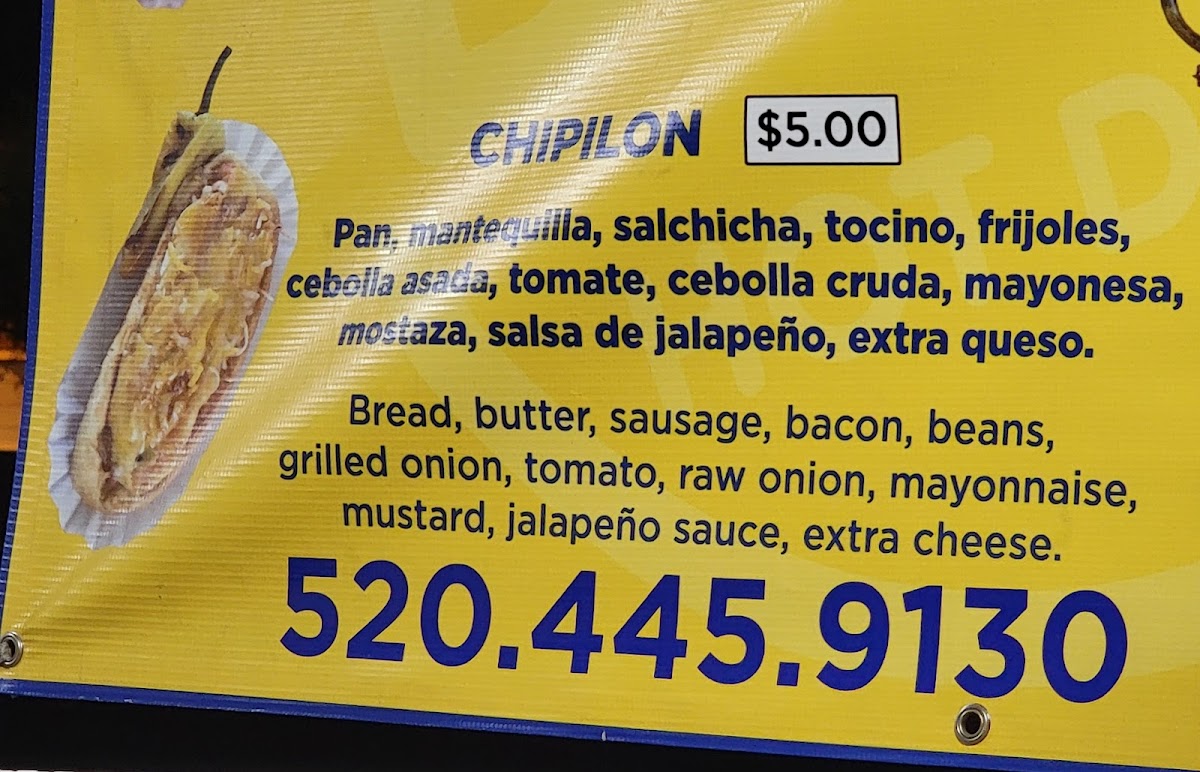 CHIPILON $5.00
Pan, mantequilla, salchicha, tocino, frijoles,
cebolla asada, tomate, cebolla cruda, mayonesa,
mostaza, salsa de jalapeño, extra queso.
Bread, butter, sausage, bacon, beans,
grilled onion, tomato, raw onion, mayonnaise,
mustard, jalapeño sauce, extra cheese.
520.445.9130